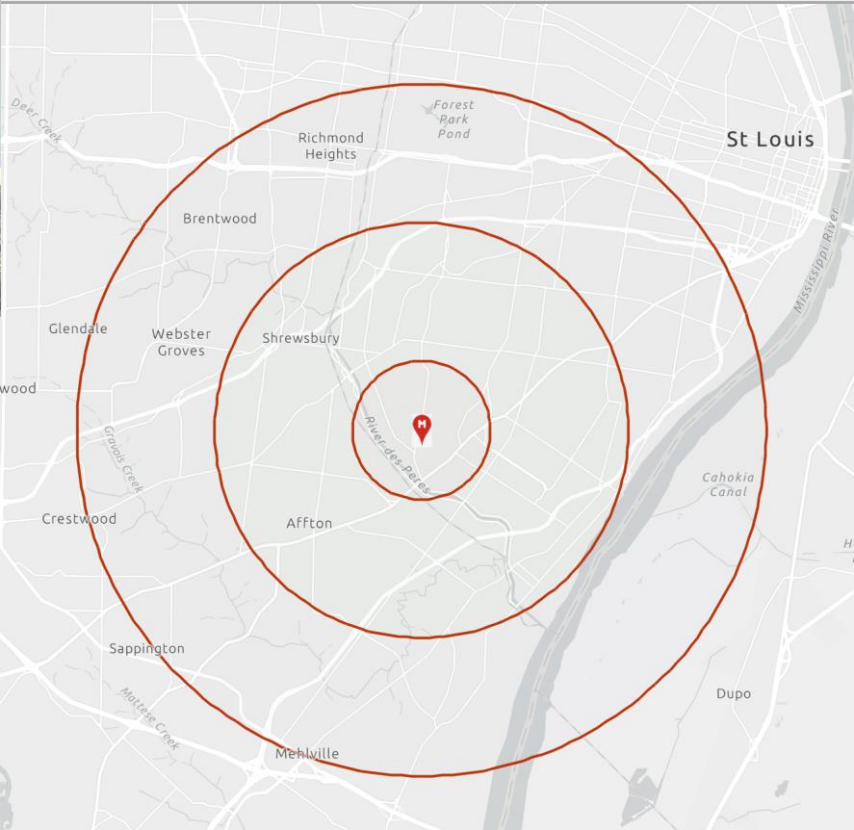 Deer Creek
Forest
Park
Pond
Richmond
Heights
St Louis
Brentwood
Mississippi River
Glendale
Webster
Groves
Shrewsbury
wood
M
River des Peres
Gravois Creek
Cahokia
Canal
Crestwood
Affton
H
Sappington
Mattese Creek
Dupo
Mehlville